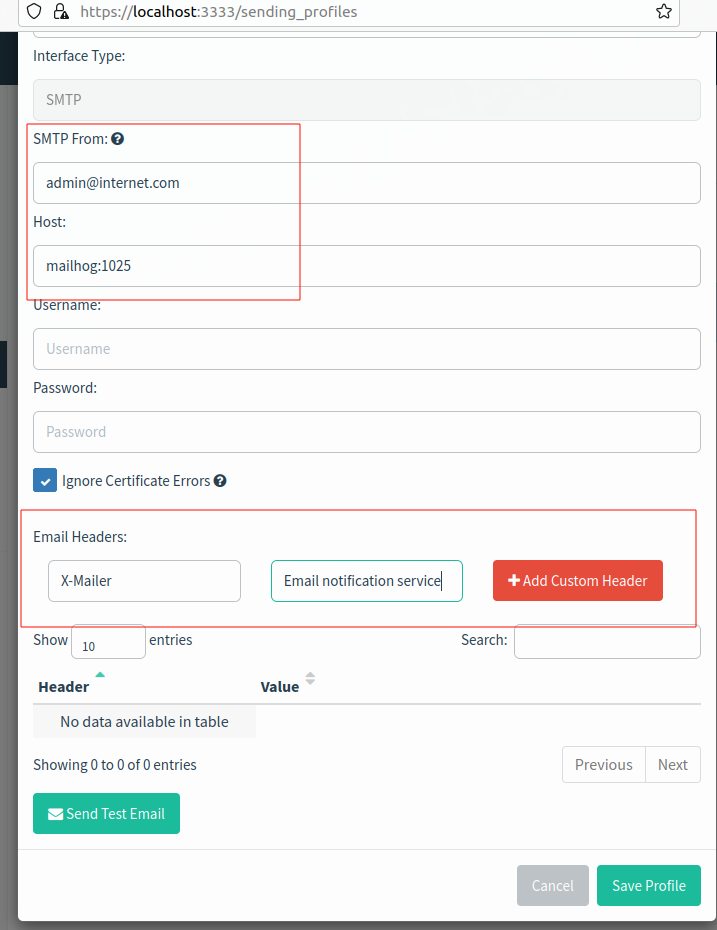 https://localhost:3333/sending_profiles
Interface Type:
SMTP
SMTP From:
admin@internet.com
Host:
mailhog:1025
Username:
Username
Password:
Password
Ignore Certificate Errors
Email Headers:
X-Mailer Email notification service Add Custom Header
Show 10 entries Search:
Header Value
No data available in table
Showing 0 to 0 of 0 entries Previous Next
Send Test Email
Cancel Save Profile